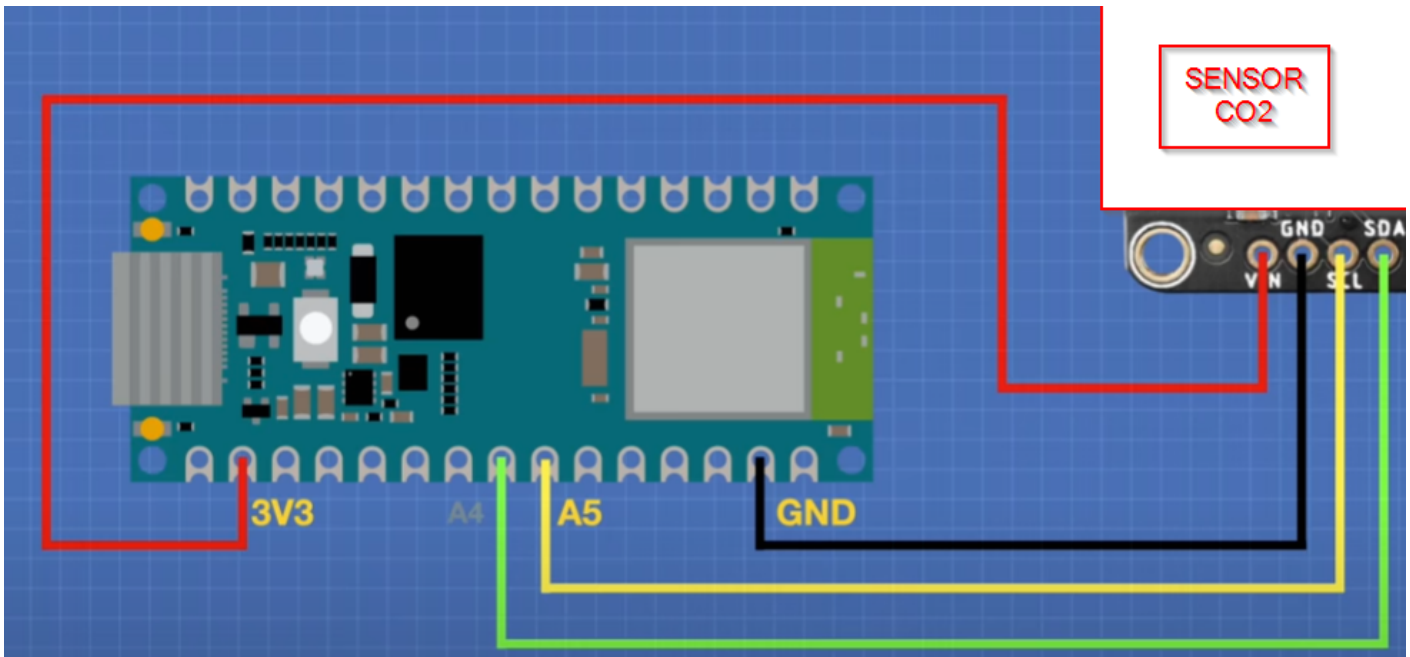 SENSOR
CO2
GND SDA
VIN SCL
3V3 A4 A5 GND